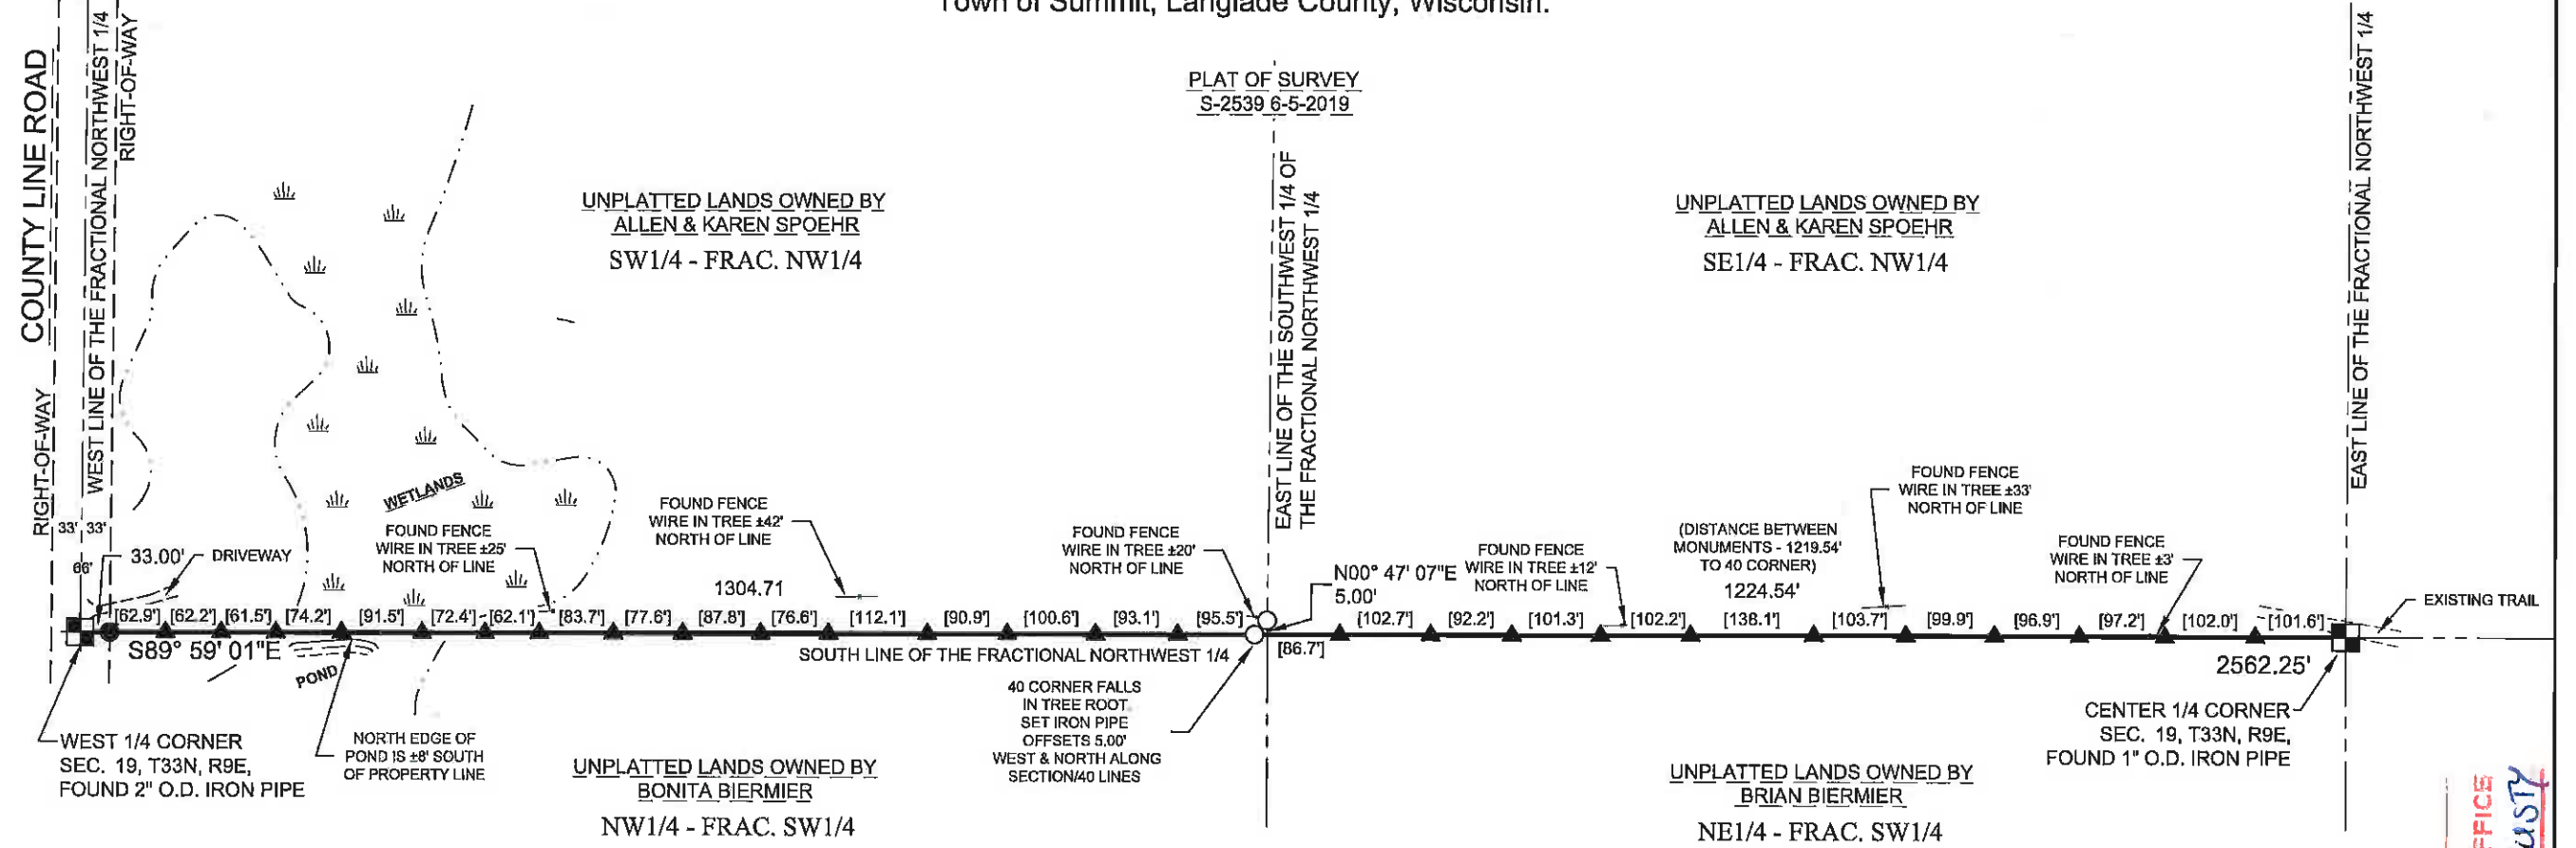 Town of Summit, Langlade County, Wisconsin.
PLAT OF SURVEY
S-2539 6-5-2019
COUNTY LINE ROAD
RIGHT-OF-WAY
WEST LINE OF THE FRACTIONAL NORTHWEST 1/4
RIGHT-OF-WAY
UNPLATTED LANDS OWNED BY
ALLEN & KAREN SPOEHR
SW1/4 - FRAC. NW1/4
EAST LINE OF THE SOUTHWEST 1/4 OF
THE FRACTIONAL NORTHWEST 1/4
UNPLATTED LANDS OWNED BY
ALLEN & KAREN SPOEHR
SE1/4 - FRAC. NW1/4
EAST LINE OF THE FRACTIONAL NORTHWEST 1/4
WETLANDS
33' 33'
66'
33.00'
DRIVEWAY
FOUND FENCE
WIRE IN TREE ±25'
NORTH OF LINE
FOUND FENCE
WIRE IN TREE ±42'
NORTH OF LINE
1304.71
FOUND FENCE
WIRE IN TREE ±20'
NORTH OF LINE
N00° 47' 07"E
5.00'
FOUND FENCE
WIRE IN TREE ±12'
NORTH OF LINE
(DISTANCE BETWEEN
MONUMENTS - 1219.54'
TO 40 CORNER)
1224.54'
FOUND FENCE
WIRE IN TREE ±33'
NORTH OF LINE
FOUND FENCE
WIRE IN TREE ±3'
NORTH OF LINE
EXISTING TRAIL
[62.9'] [62.2'] [61.5'] [74.2'] [91.5'] [72.4'] [62.1'] [83.7'] [77.6'] [87.8'] [76.6'] [112.1'] [90.9'] [100.6'] [93.1'] [95.5']
[86.7']
[102.7'] [92.2'] [101.3'] [102.2'] [138.1'] [103.7'] [99.9'] [96.9'] [97.2'] [102.0'] [101.6']
S89° 59' 01"E
POND
SOUTH LINE OF THE FRACTIONAL NORTHWEST 1/4
2562.25'
WEST 1/4 CORNER
SEC. 19, T33N, R9E,
FOUND 2" O.D. IRON PIPE
NORTH EDGE OF
POND IS ±8' SOUTH
OF PROPERTY LINE
UNPLATTED LANDS OWNED BY
BONITA BIERMIER
NW1/4 - FRAC. SW1/4
40 CORNER FALLS
IN TREE ROOT.
SET IRON PIPE
OFFSETS 5.00'
WEST & NORTH ALONG
SECTION/40 LINES
UNPLATTED LANDS OWNED BY
BRIAN BIERMIER
NE1/4 - FRAC. SW1/4
CENTER 1/4 CORNER
SEC. 19, T33N, R9E,
FOUND 1" O.D. IRON PIPE